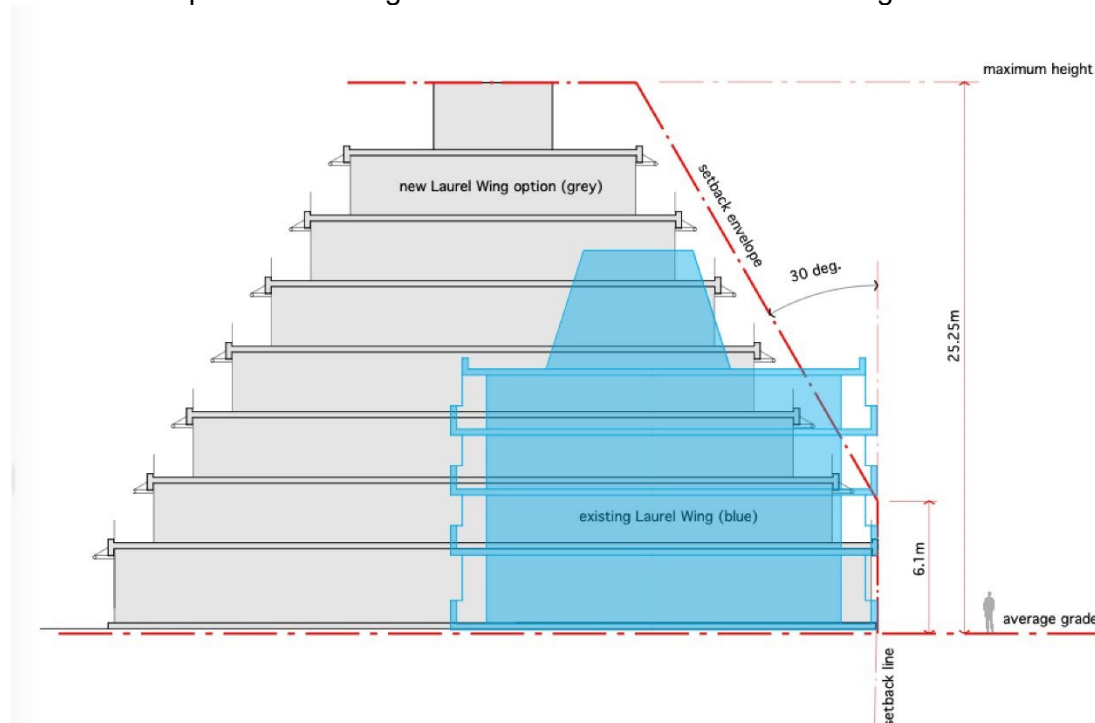 maximum height
new Laurel Wing option (grey)
setback envelope
30 deg.
25.25m
existing Laurel Wing (blue)
6.1m
average grade
setback line